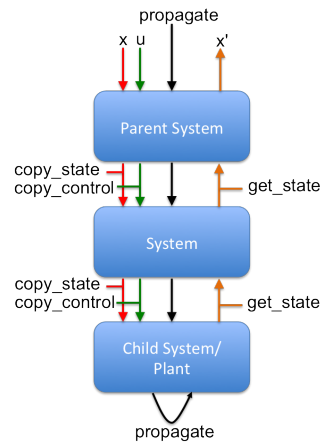 propagate
x u x'
Parent System
copy_state
copy_control
get_state
System
copy_state
copy_control
get_state
Child System/
Plant
propagate